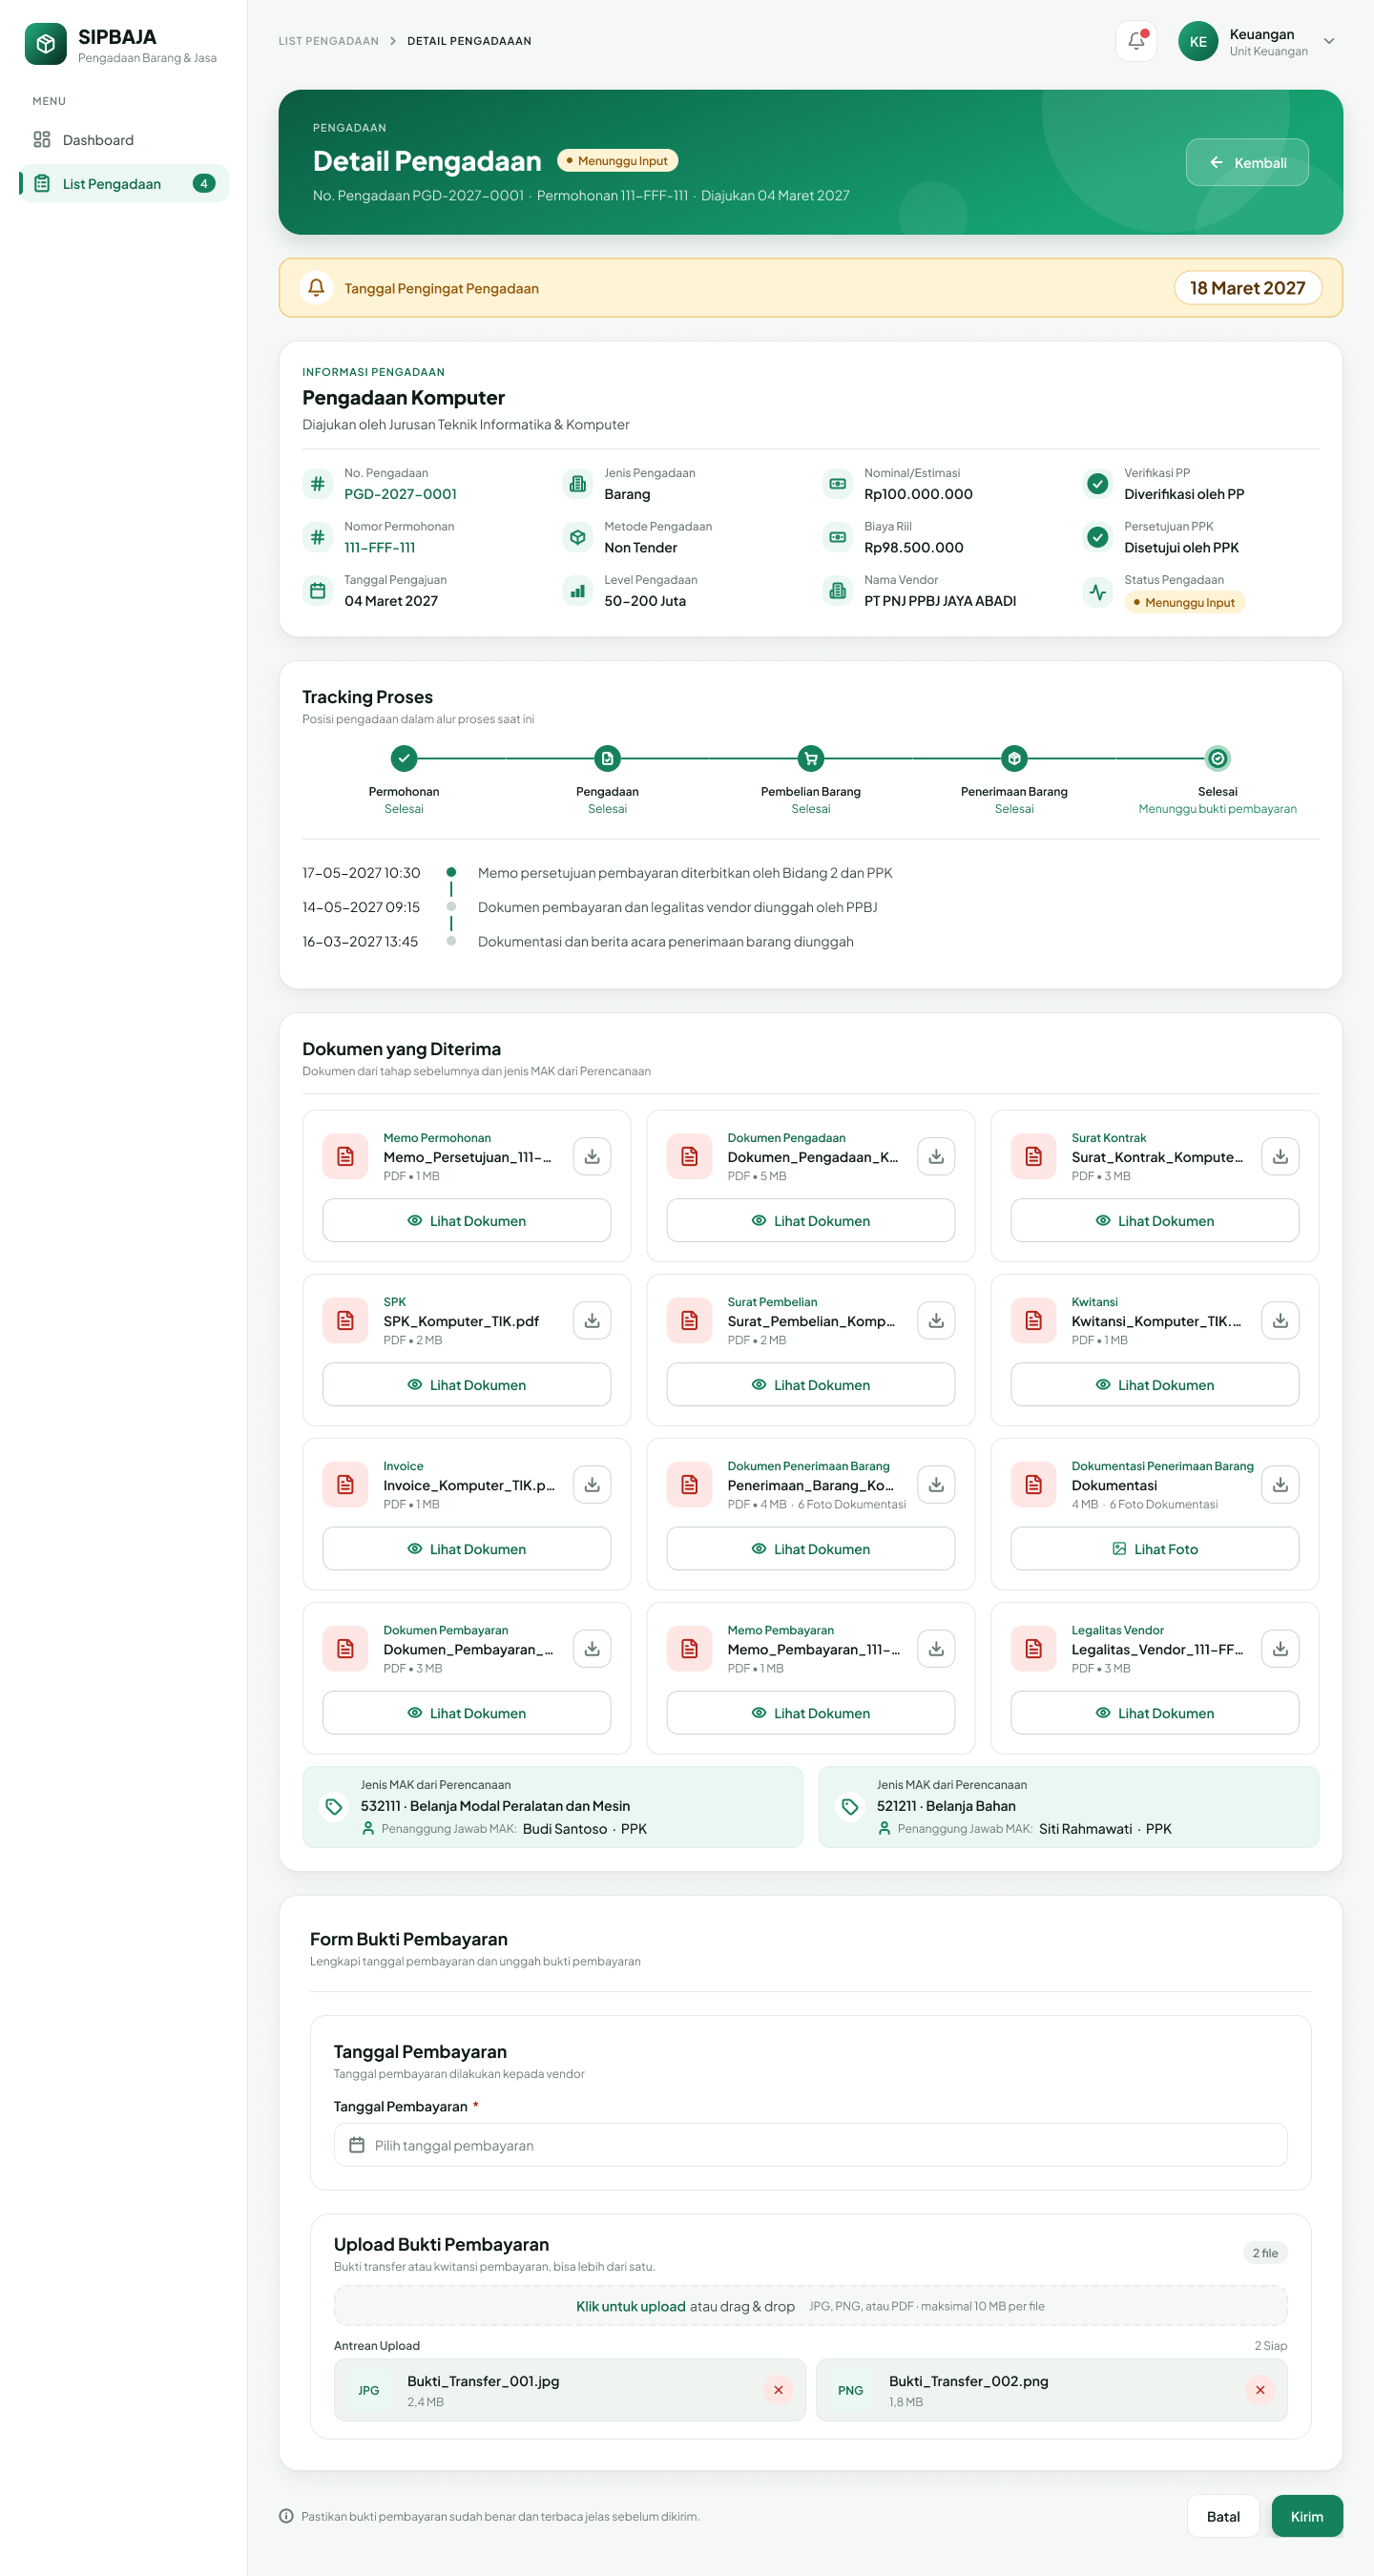 SIPBAJA
Pengadaan Barang & Jasa
MENU
Dashboard
List Pengadaan 4
LIST PENGADAAN > DETAIL PENGADAAAN
KE
Keuangan
Unit Keuangan
PENGADAAN
Detail Pengadaan
Menunggu Input
No. Pengadaan PGD-2027-0001 · Permohonan 111-FFF-111 · Diajukan 04 Maret 2027
Kembali
Tanggal Pengingat Pengadaan
18 Maret 2027
INFORMASI PENGADAAN
Pengadaan Komputer
Diajukan oleh Jurusan Teknik Informatika & Komputer
No. Pengadaan
PGD-2027-0001
Jenis Pengadaan
Barang
Nominal/Estimasi
Rp100.000.000
Verifikasi PP
Diverifikasi oleh PP
Nomor Permohonan
111-FFF-111
Metode Pengadaan
Non Tender
Biaya Riil
Rp98.500.000
Persetujuan PPK
Disetujui oleh PPK
Tanggal Pengajuan
04 Maret 2027
Level Pengadaan
50-200 Juta
Nama Vendor
PT PNJ PPBJ JAYA ABADI
Status Pengadaan
Menunggu Input
Tracking Proses
Posisi pengadaan dalam alur proses saat ini
Permohonan
Selesai
Pengadaan
Selesai
Pembelian Barang
Selesai
Penerimaan Barang
Selesai
Selesai
Menunggu bukti pembayaran
17-05-2027 10:30 Memo persetujuan pembayaran diterbitkan oleh Bidang 2 dan PPK
14-05-2027 09:15 Dokumen pembayaran dan legalitas vendor diunggah oleh PPBJ
16-03-2027 13:45 Dokumentasi dan berita acara penerimaan barang diunggah
Dokumen yang Diterima
Dokumen dari tahap sebelumnya dan jenis MAK dari Perencanaan
Memo Permohonan
Memo_Persetujuan_111-...
PDF • 1 MB
Lihat Dokumen
Dokumen Pengadaan
Dokumen_Pengadaan_K...
PDF • 5 MB
Lihat Dokumen
Surat Kontrak
Surat_Kontrak_Kompute...
PDF • 3 MB
Lihat Dokumen
SPK
SPK_Komputer_TIK.pdf
PDF • 2 MB
Lihat Dokumen
Surat Pembelian
Surat_Pembelian_Komp...
PDF • 2 MB
Lihat Dokumen
Kwitansi
Kwitansi_Komputer_TIK....
PDF • 1 MB
Lihat Dokumen
Invoice
Invoice_Komputer_TIK.p...
PDF • 1 MB
Lihat Dokumen
Dokumen Penerimaan Barang
Penerimaan_Barang_Ko...
PDF • 4 MB · 6 Foto Dokumentasi
Lihat Dokumen
Dokumentasi Penerimaan Barang
Dokumentasi
4 MB · 6 Foto Dokumentasi
Lihat Foto
Dokumen Pembayaran
Dokumen_Pembayaran_...
PDF • 3 MB
Lihat Dokumen
Memo Pembayaran
Memo_Pembayaran_111-...
PDF • 1 MB
Lihat Dokumen
Legalitas Vendor
Legalitas_Vendor_111-FF...
PDF • 3 MB
Lihat Dokumen
Jenis MAK dari Perencanaan
532111 · Belanja Modal Peralatan dan Mesin
Penanggung Jawab MAK: Budi Santoso · PPK
Jenis MAK dari Perencanaan
521211 · Belanja Bahan
Penanggung Jawab MAK: Siti Rahmawati · PPK
Form Bukti Pembayaran
Lengkapi tanggal pembayaran dan unggah bukti pembayaran
Tanggal Pembayaran
Tanggal pembayaran dilakukan kepada vendor
Tanggal Pembayaran *
Pilih tanggal pembayaran
Upload Bukti Pembayaran
Bukti transfer atau kwitansi pembayaran, bisa lebih dari satu.
2 file
Klik untuk upload atau drag & drop JPG, PNG, atau PDF · maksimal 10 MB per file
Antrean Upload
2 Siap
JPG
Bukti_Transfer_001.jpg
2,4 MB
PNG
Bukti_Transfer_002.png
1,8 MB
Pastikan bukti pembayaran sudah benar dan terbaca jelas sebelum dikirim.
Batal
Kirim